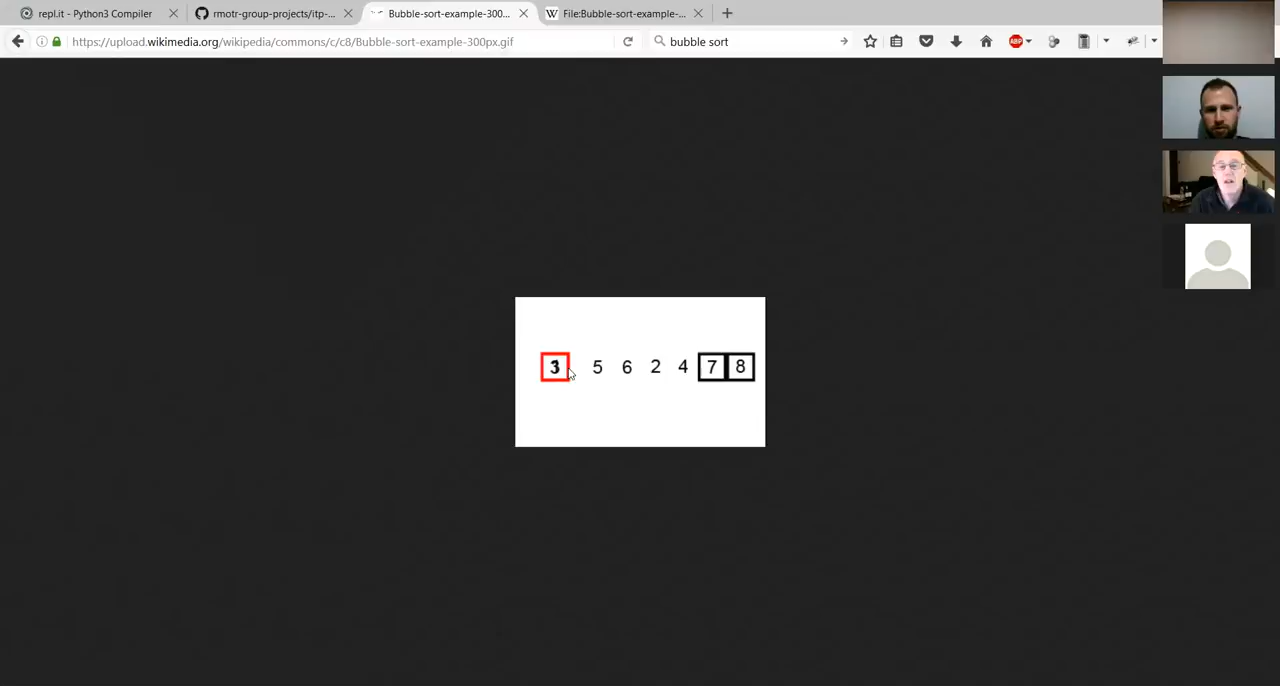 repl.it - Python3 Compiler
rmotr-group-projects/itp-...
Bubble-sort-example-300...
W File:Bubble-sort-example-...
https://upload.wikimedia.org/wikipedia/commons/c/c8/Bubble-sort-example-300px.gif
bubble sort
ABP
5 6 2 4 7 8